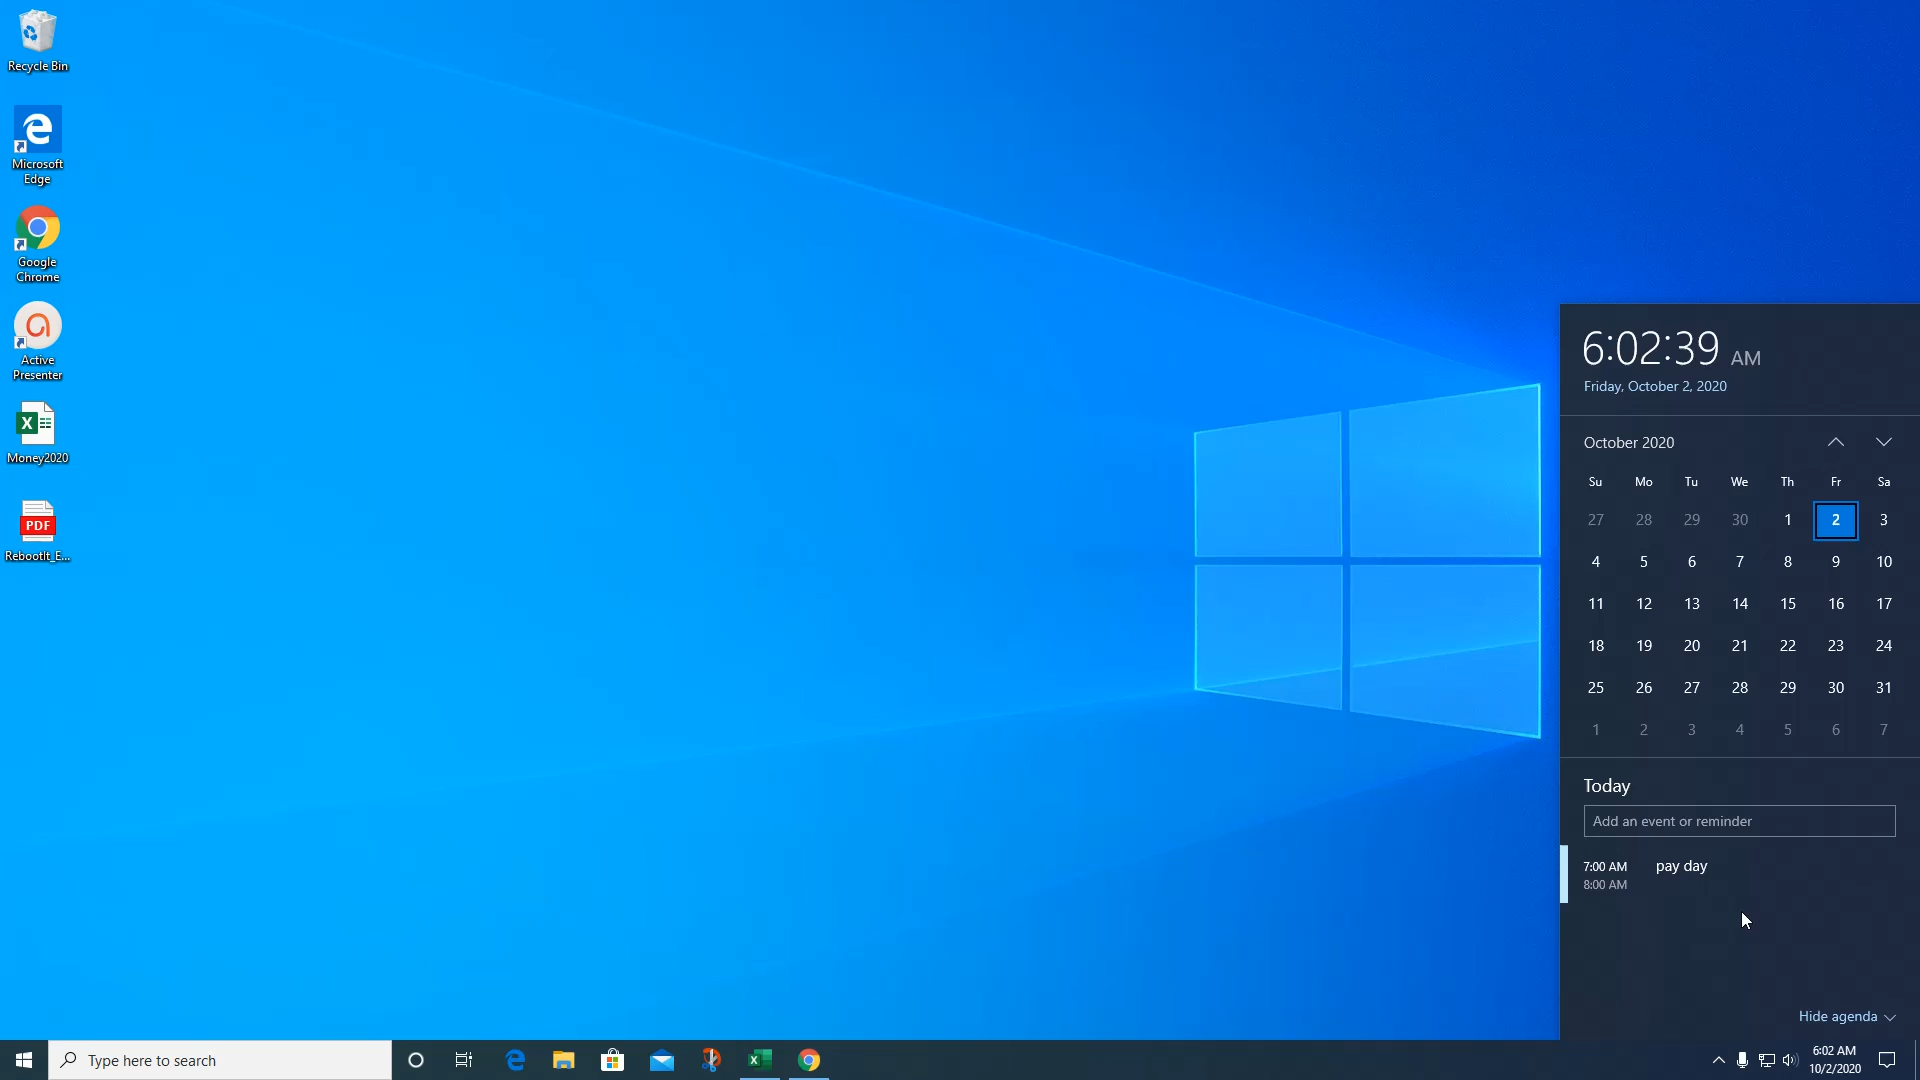 Recycle Bin
Microsoft
Edge
Google
Chrome
Active
Presenter
Money2020
PDF
RebootIt_E...
6:02:39 AM
Friday, October 2, 2020
October 2020
Su Mo Tu We Th Fr Sa
27 28 29 30 1 2 3
4 5 6 7 8 9 10
11 12 13 14 15 16 17
18 19 20 21 22 23 24
25 26 27 28 29 30 31
1 2 3 4 5 6 7
Today
Add an event or reminder
7:00 AM pay day
8:00 AM
Hide agenda
Type here to search
6:02 AM
10/2/2020